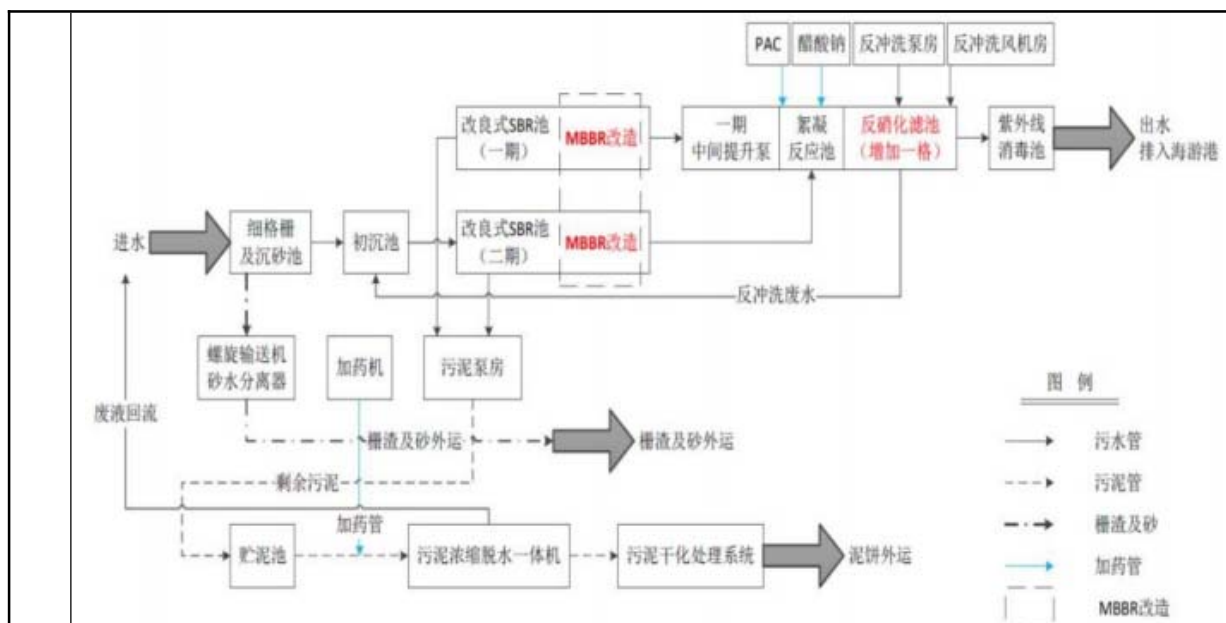 PAC
醋酸钠
反冲洗泵房
反冲洗风机房
改良式SBR池
（一期）
MBBR改造
一期
中间提升泵
絮凝
反应池
反硝化滤池
（增加一格）
紫外线
消毒池
出水
排入海游港
进水
细格栅
及沉砂池
初沉池
改良式SBR池
（二期）
MBBR改造
反冲洗废水
螺旋输送机
砂水分离器
加药机
污泥泵房
废液回流
栅渣及砂外运
栅渣及砂外运
剩余污泥
加药管
贮泥池
污泥浓缩脱水一体机
污泥干化处理系统
泥饼外运
图 例
污水管
污泥管
栅渣及砂
加药管
MBBR改造